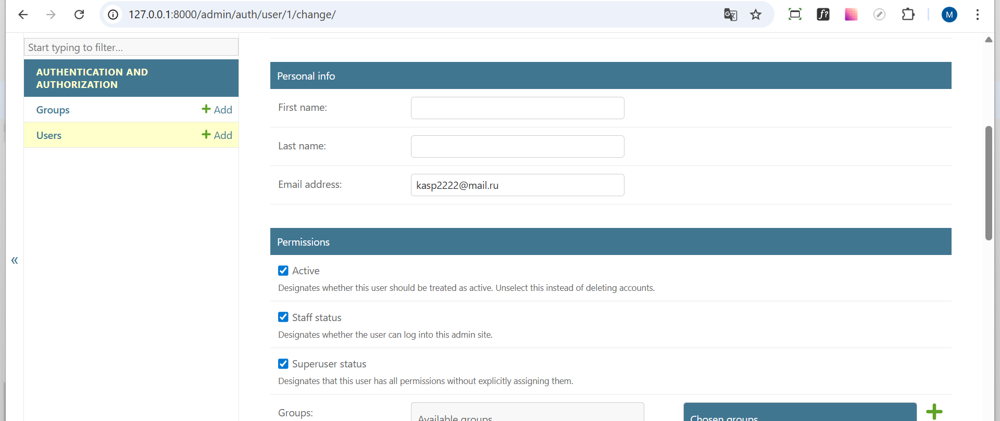 127.0.0.1:8000/admin/auth/user/1/change/
M
Start typing to filter...
AUTHENTICATION AND
AUTHORIZATION
Groups
Add
Users
Add
«
Personal info
First name:
Last name:
Email address:
kasp2222@mail.ru
Permissions
Active
Designates whether this user should be treated as active. Unselect this instead of deleting accounts.
Staff status
Designates whether the user can log into this admin site.
Superuser status
Designates that this user has all permissions without explicitly assigning them.
Groups:
Available groups
Chosen groups